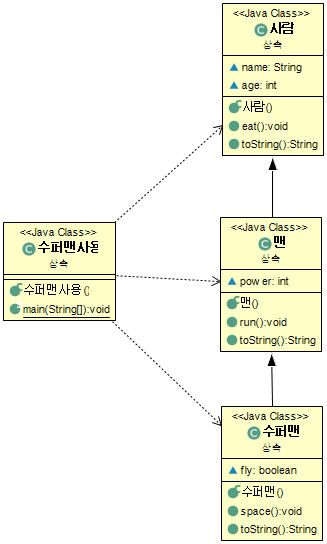 <<Java Class>>
사람
상속
name: String
age: int
사람()
eat():void
toString():String
<<Java Class>>
수퍼맨사용
상속
수퍼맨사용()
main(String[]):void
<<Java Class>>
맨
상속
power: int
맨()
run():void
toString():String
<<Java Class>>
수퍼맨
상속
fly: boolean
수퍼맨()
space():void
toString():String